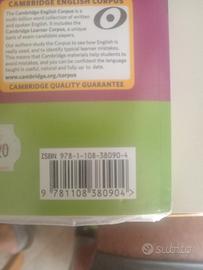 CAMBRIDGE ENGLISH CORPUS
The Cambridge English Corpus is a multi-billion word collection of written and spoken English. It includes the Cambridge Learner Corpus, a unique bank of exam candidate papers.
Our authors study the Corpus to see how English is really used, and to identify typical learner mistakes. This means that Cambridge materials help students to avoid mistakes, and you can be confident the language taught is useful, natural and fully up to date.
www.cambridge.org/corpus
CAMBRIDGE QUALITY GUARANTEE
20
ISBN 978-1-108-38090-4
9 781108 380904 >
subito